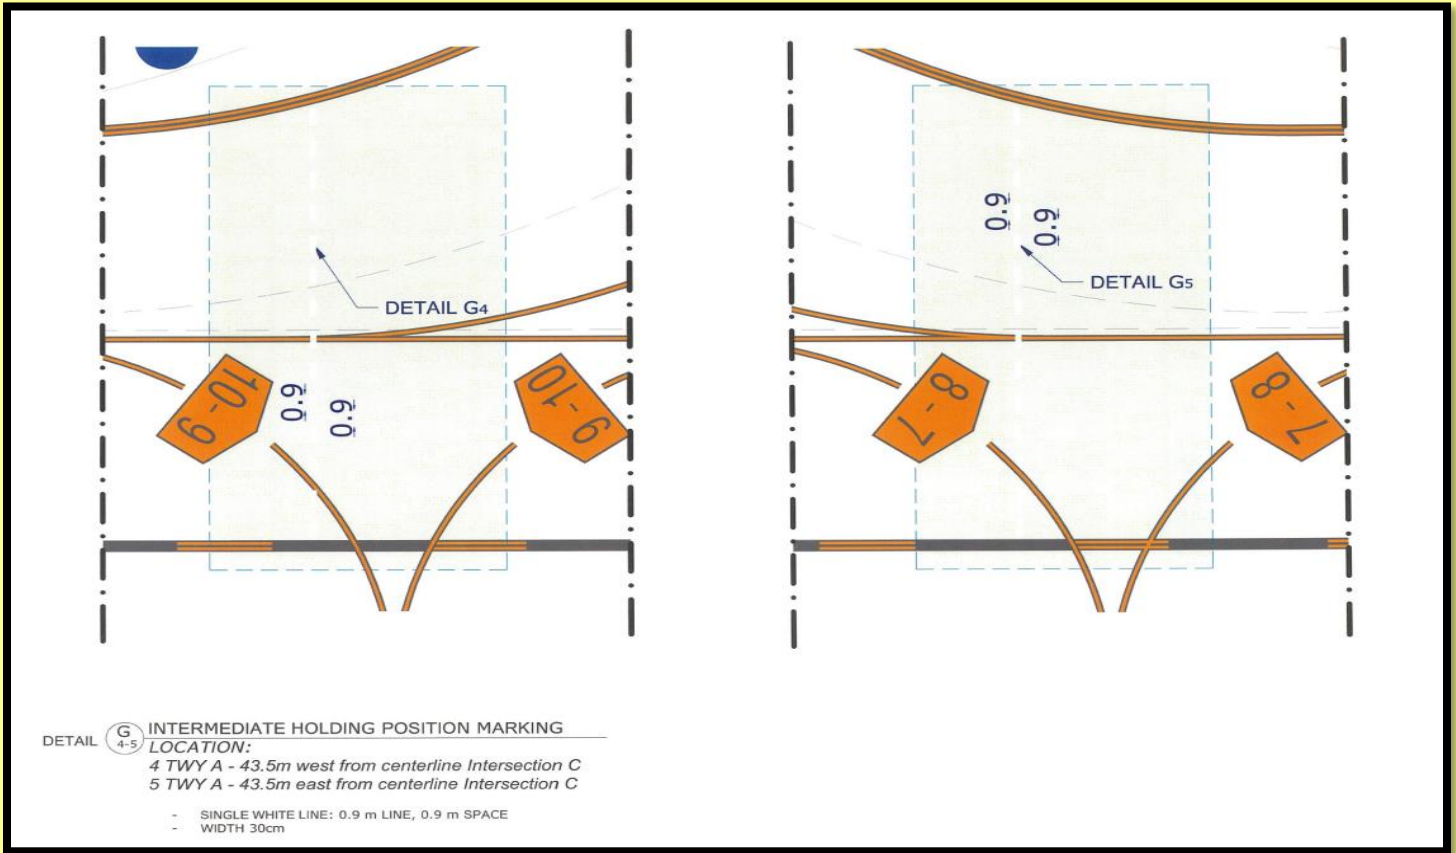 0.9
0.9
DETAIL G5
DETAIL G4
10 - 9
0.9
0.9
9 - 10
8 - 7
7 - 8
DETAIL G 4-5 INTERMEDIATE HOLDING POSITION MARKING
LOCATION:
4 TWY A - 43.5m west from centerline Intersection C
5 TWY A - 43.5m east from centerline Intersection C
- SINGLE WHITE LINE: 0.9 m LINE, 0.9 m SPACE
- WIDTH 30cm